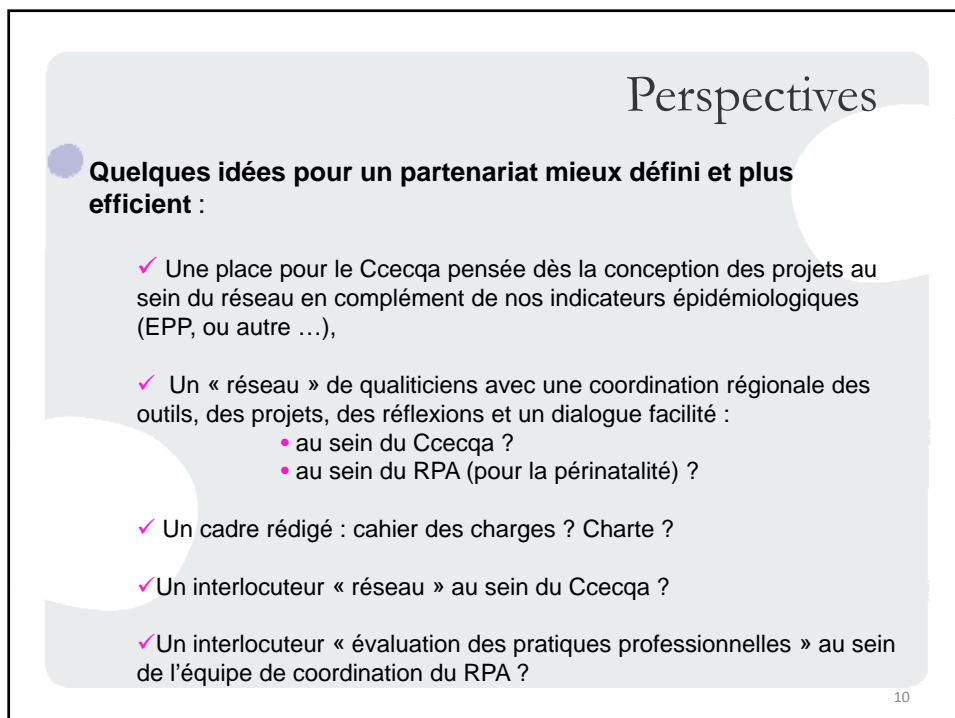 Perspectives
Quelques idées pour un partenariat mieux défini et plus
efficient :
✓ Une place pour le Ccecqa pensée dès la conception des projets au
sein du réseau en complément de nos indicateurs épidémiologiques
(EPP, ou autre …),
✓ Un « réseau » de qualiticiens avec une coordination régionale des
outils, des projets, des réflexions et un dialogue facilité :
• au sein du Ccecqa ?
• au sein du RPA (pour la périnatalité) ?
✓ Un cadre rédigé : cahier des charges ? Charte ?
✓Un interlocuteur « réseau » au sein du Ccecqa ?
✓Un interlocuteur « évaluation des pratiques professionnelles » au sein
de l’équipe de coordination du RPA ?
10